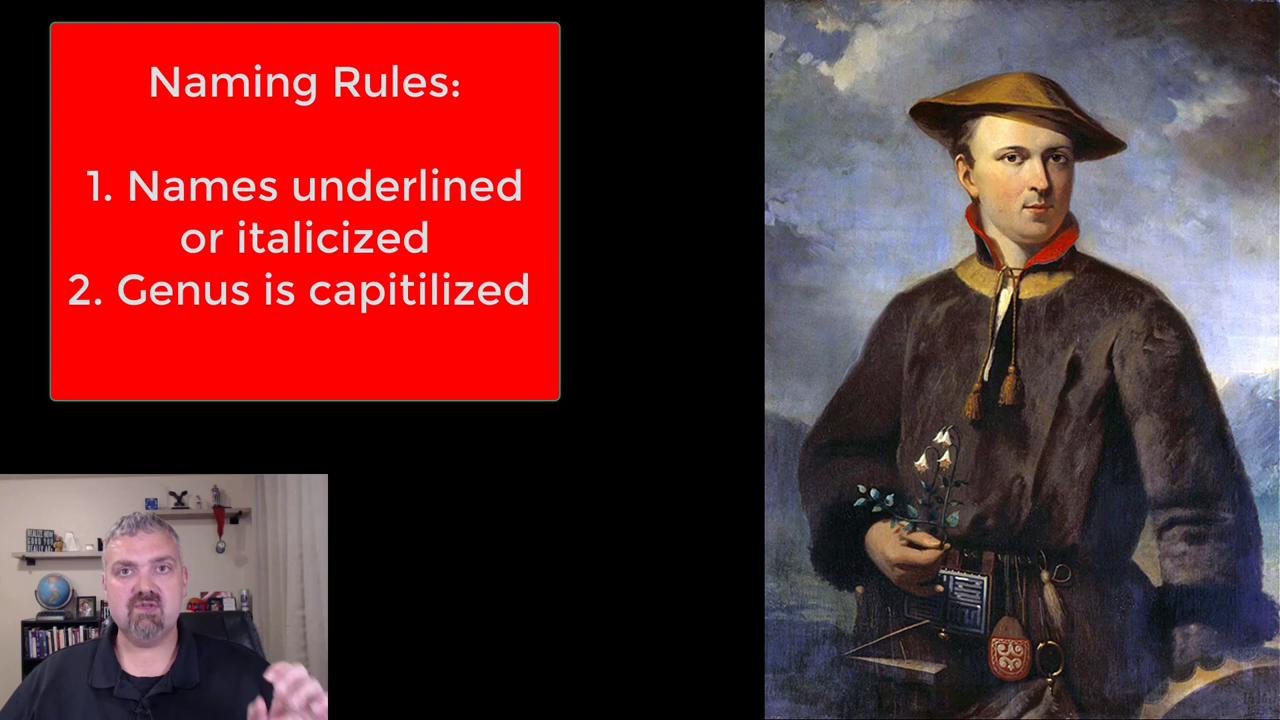 Naming Rules:
1. Names underlined
or italicized
2. Genus is capitilized